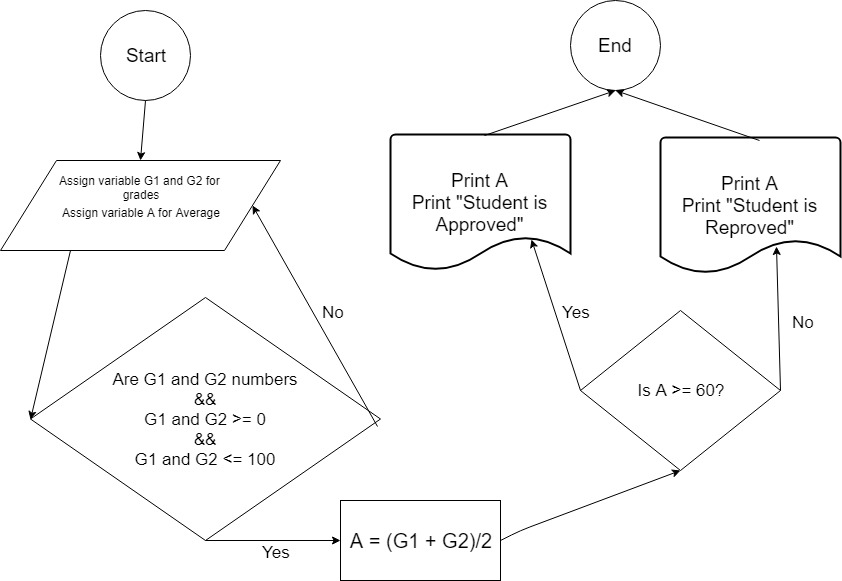 Start
Assign variable G1 and G2 for
grades
Assign variable A for Average
Are G1 and G2 numbers
&&
G1 and G2 >= 0
&&
G1 and G2 <= 100
No
Yes
A = (G1 + G2)/2
Is A >= 60?
Yes
No
Print A
Print "Student is
Approved"
Print A
Print "Student is
Reproved"
End